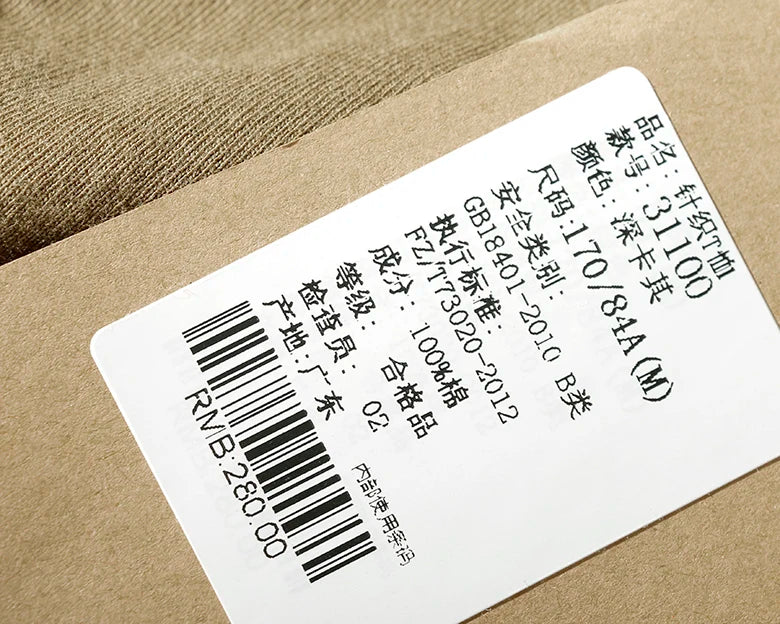 品名：针织T恤
款号：31100
颜色：深卡其
尺码：170/84A(M)
安全类别：
GB18401-2010 B类
执行标准：
FZ/T73020-2012
成分：100%棉
等级：合格品
检查员：02
产地：广东
内部使用条码
RMB:280.00